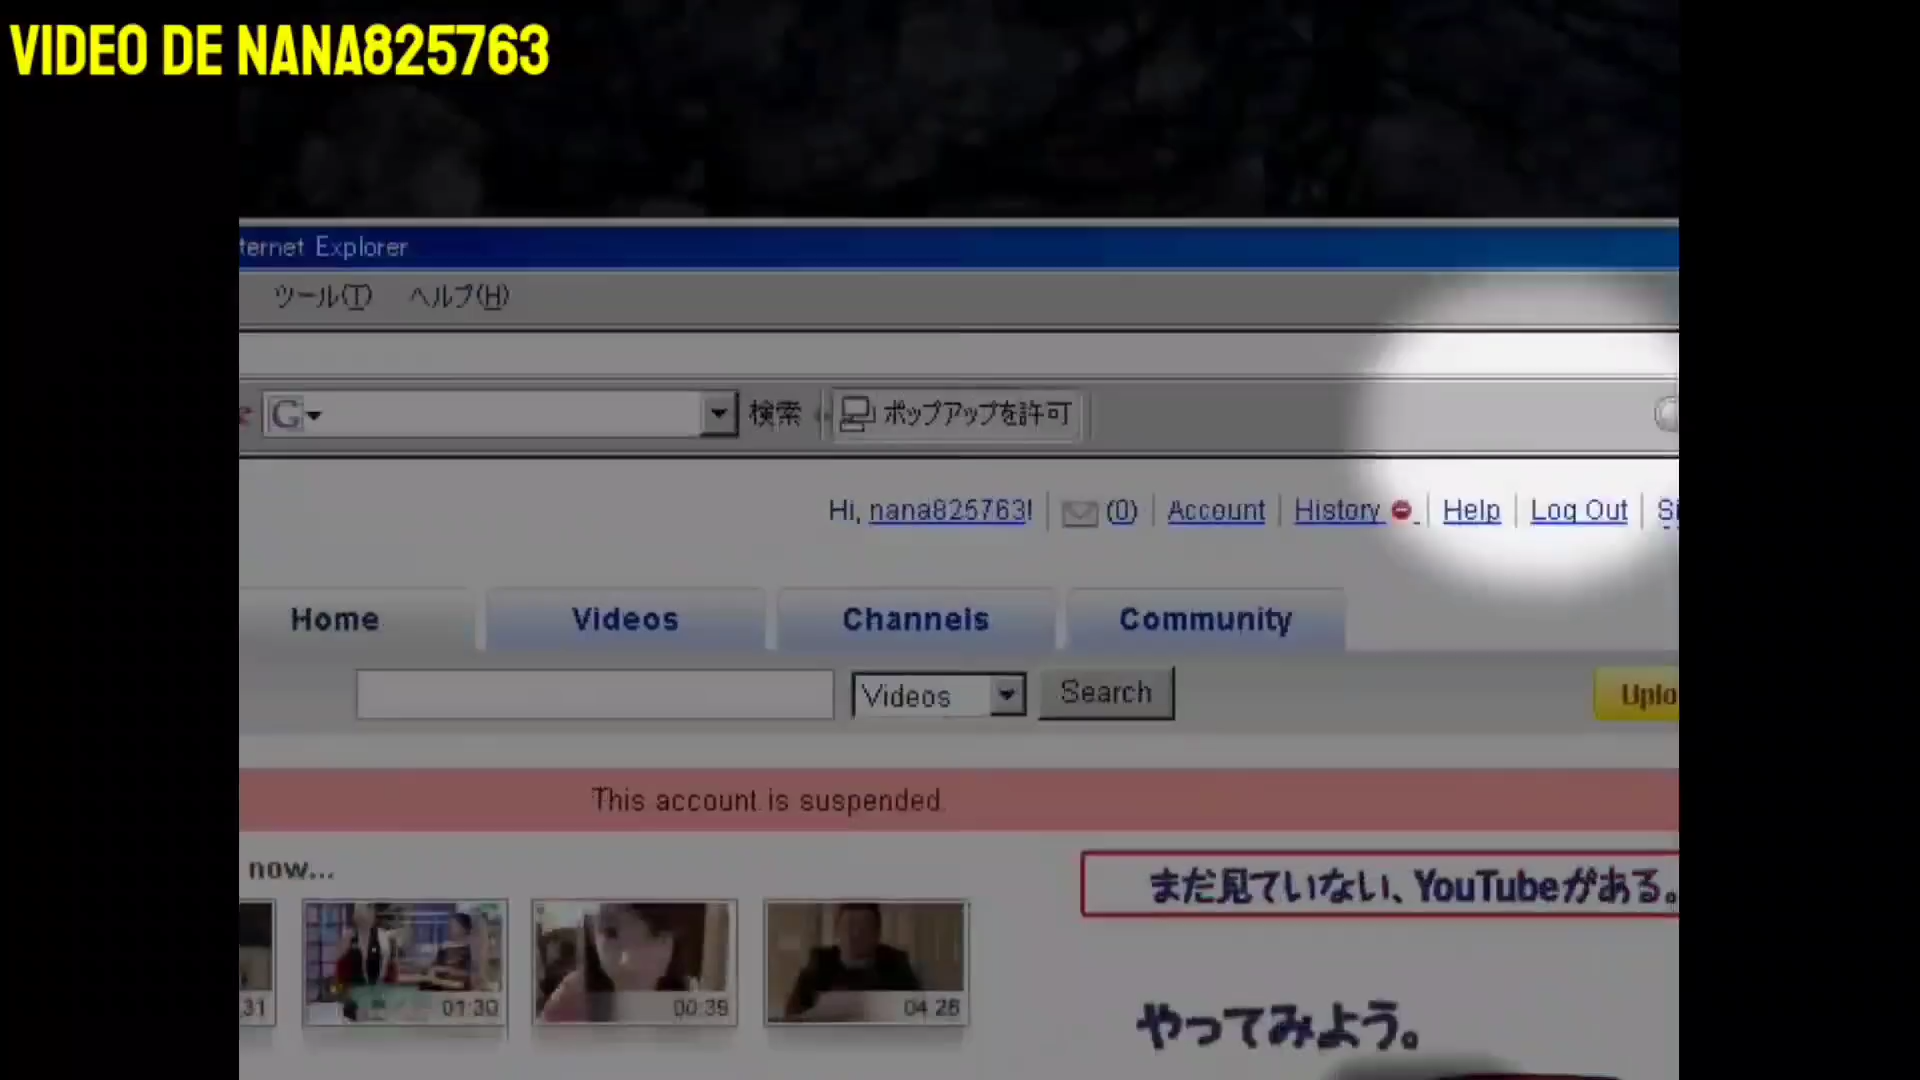 VIDEO DE NANA825763
ternet Explorer
ツール(T) ヘルプ(H)
G 検索 ポップアップを許可
Hi, nana825763! (0) Account History Help Log Out Si
Home Videos Channels Community
Videos Search Uplo
This account is suspended.
now...
まだ見ていない、YouTubeがある。
31 01:30 00:39 04:28
やってみよう。